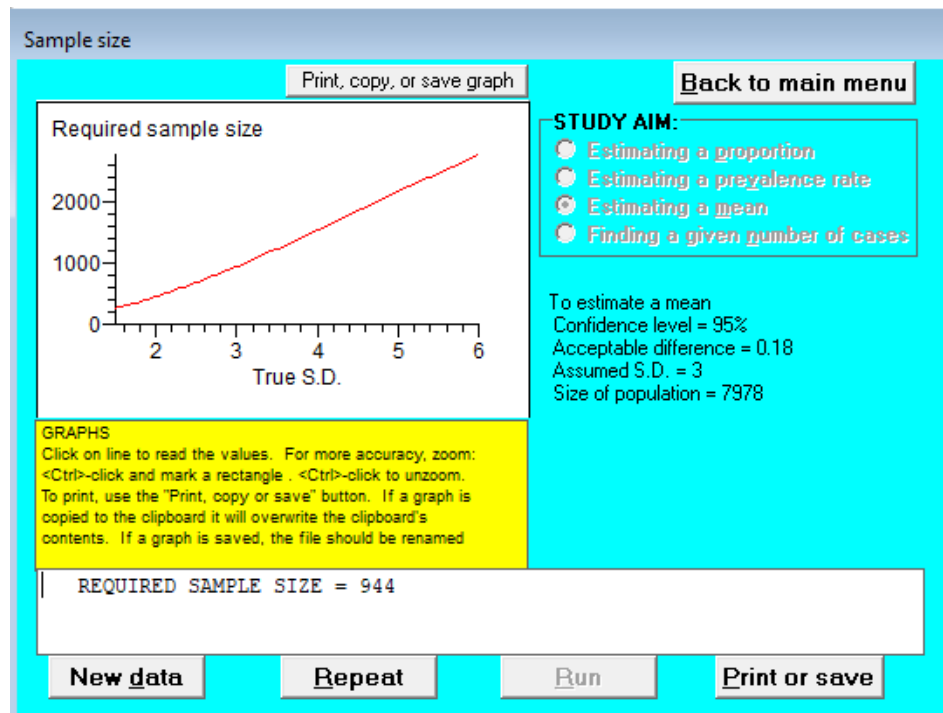 Sample size
Print, copy, or save graph
Back to main menu
Required sample size
2000
1000
0
2 3 4 5 6
True S.D.
STUDY AIM:
Estimating a proportion
Estimating a prevalence rate
Estimating a mean
Finding a given number of cases
To estimate a mean
Confidence level = 95%
Acceptable difference = 0.18
Assumed S.D. = 3
Size of population = 7978
GRAPHS
Click on line to read the values. For more accuracy, zoom:
<Ctrl>-click and mark a rectangle . <Ctrl>-click to unzoom.
To print, use the "Print, copy or save" button. If a graph is
copied to the clipboard it will overwrite the clipboard's
contents. If a graph is saved, the file should be renamed
REQUIRED SAMPLE SIZE = 944
New data Repeat Run Print or save